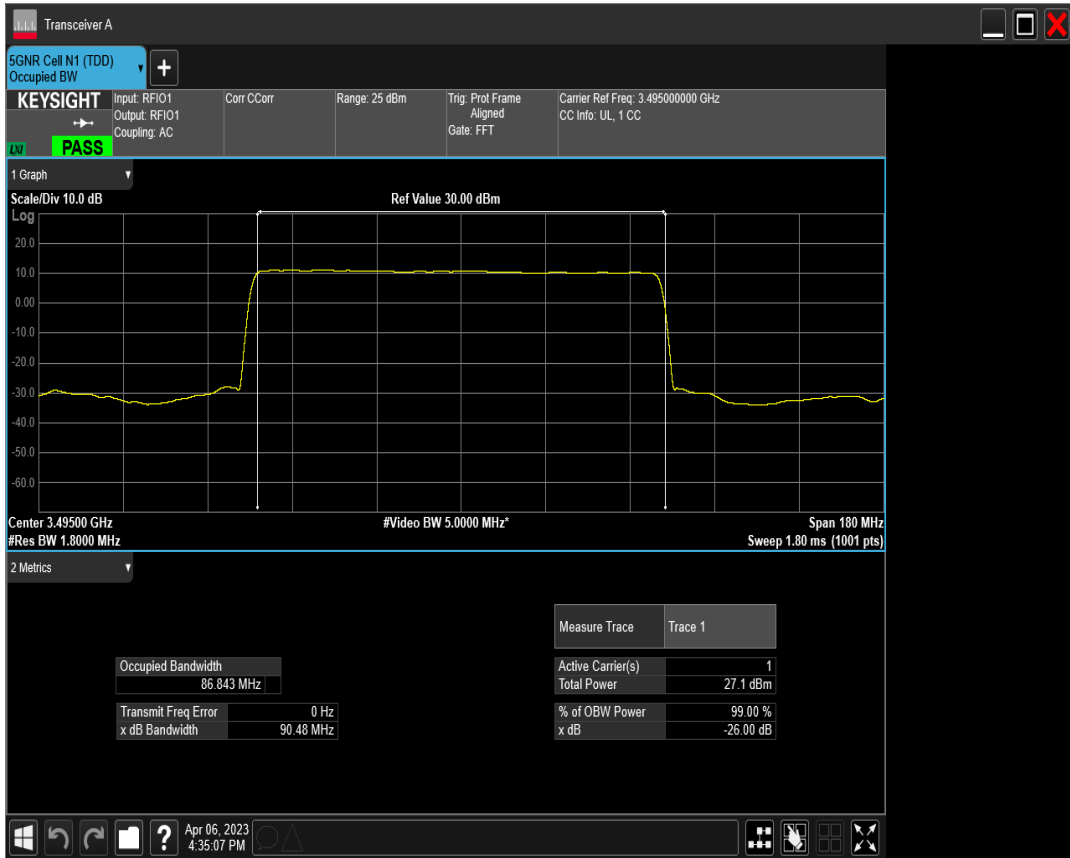 Transceiver A
5GNR Cell N1 (TDD)
Occupied BW
+
KEYSIGHT
LXI
PASS
Input: RFIO1
Output: RFIO1
Coupling: AC
Corr CCorr
Range: 25 dBm
Trig: Prot Frame
Aligned
Gate: FFT
Carrier Ref Freq: 3.495000000 GHz
CC Info: UL, 1 CC
1 Graph
Scale/Div 10.0 dB
Ref Value 30.00 dBm
Log
20.0
10.0
0.00
-10.0
-20.0
-30.0
-40.0
-50.0
-60.0
Center 3.49500 GHz
#Video BW 5.0000 MHz*
Span 180 MHz
#Res BW 1.8000 MHz
Sweep 1.80 ms (1001 pts)
2 Metrics
Measure Trace Trace 1
Occupied Bandwidth
86.843 MHz
Active Carrier(s) 1
Total Power 27.1 dBm
Transmit Freq Error 0 Hz
x dB Bandwidth 90.48 MHz
% of OBW Power 99.00 %
x dB -26.00 dB
?
Apr 06, 2023
4:35:07 PM